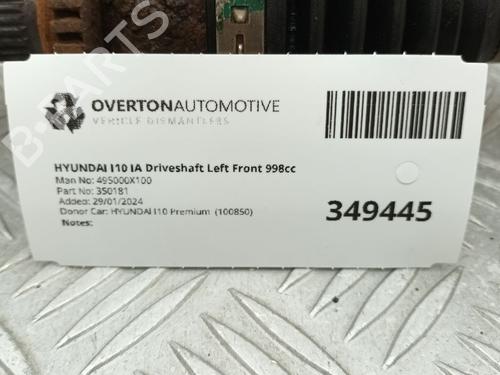 OVERTONAUTOMOTIVE
VEHICLE DISMANTLERS
HYUNDAI I10 IA Driveshaft Left Front 998cc
Man No: 495000X100
Part No: 350181
Added: 29/01/2024
Donor Car: HYUNDAI I10 Premium (100850)
Notes:
349445
B-PARTS